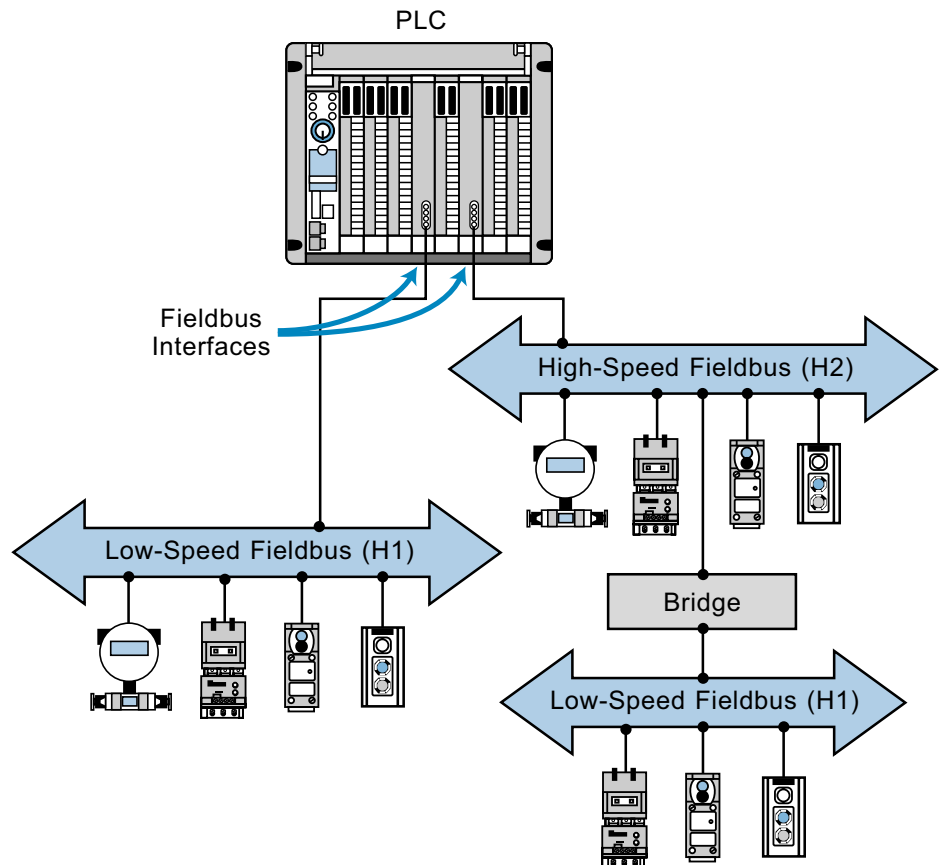 PLC
Fieldbus
Interfaces
High-Speed Fieldbus (H2)
Low-Speed Fieldbus (H1)
Bridge
Low-Speed Fieldbus (H1)